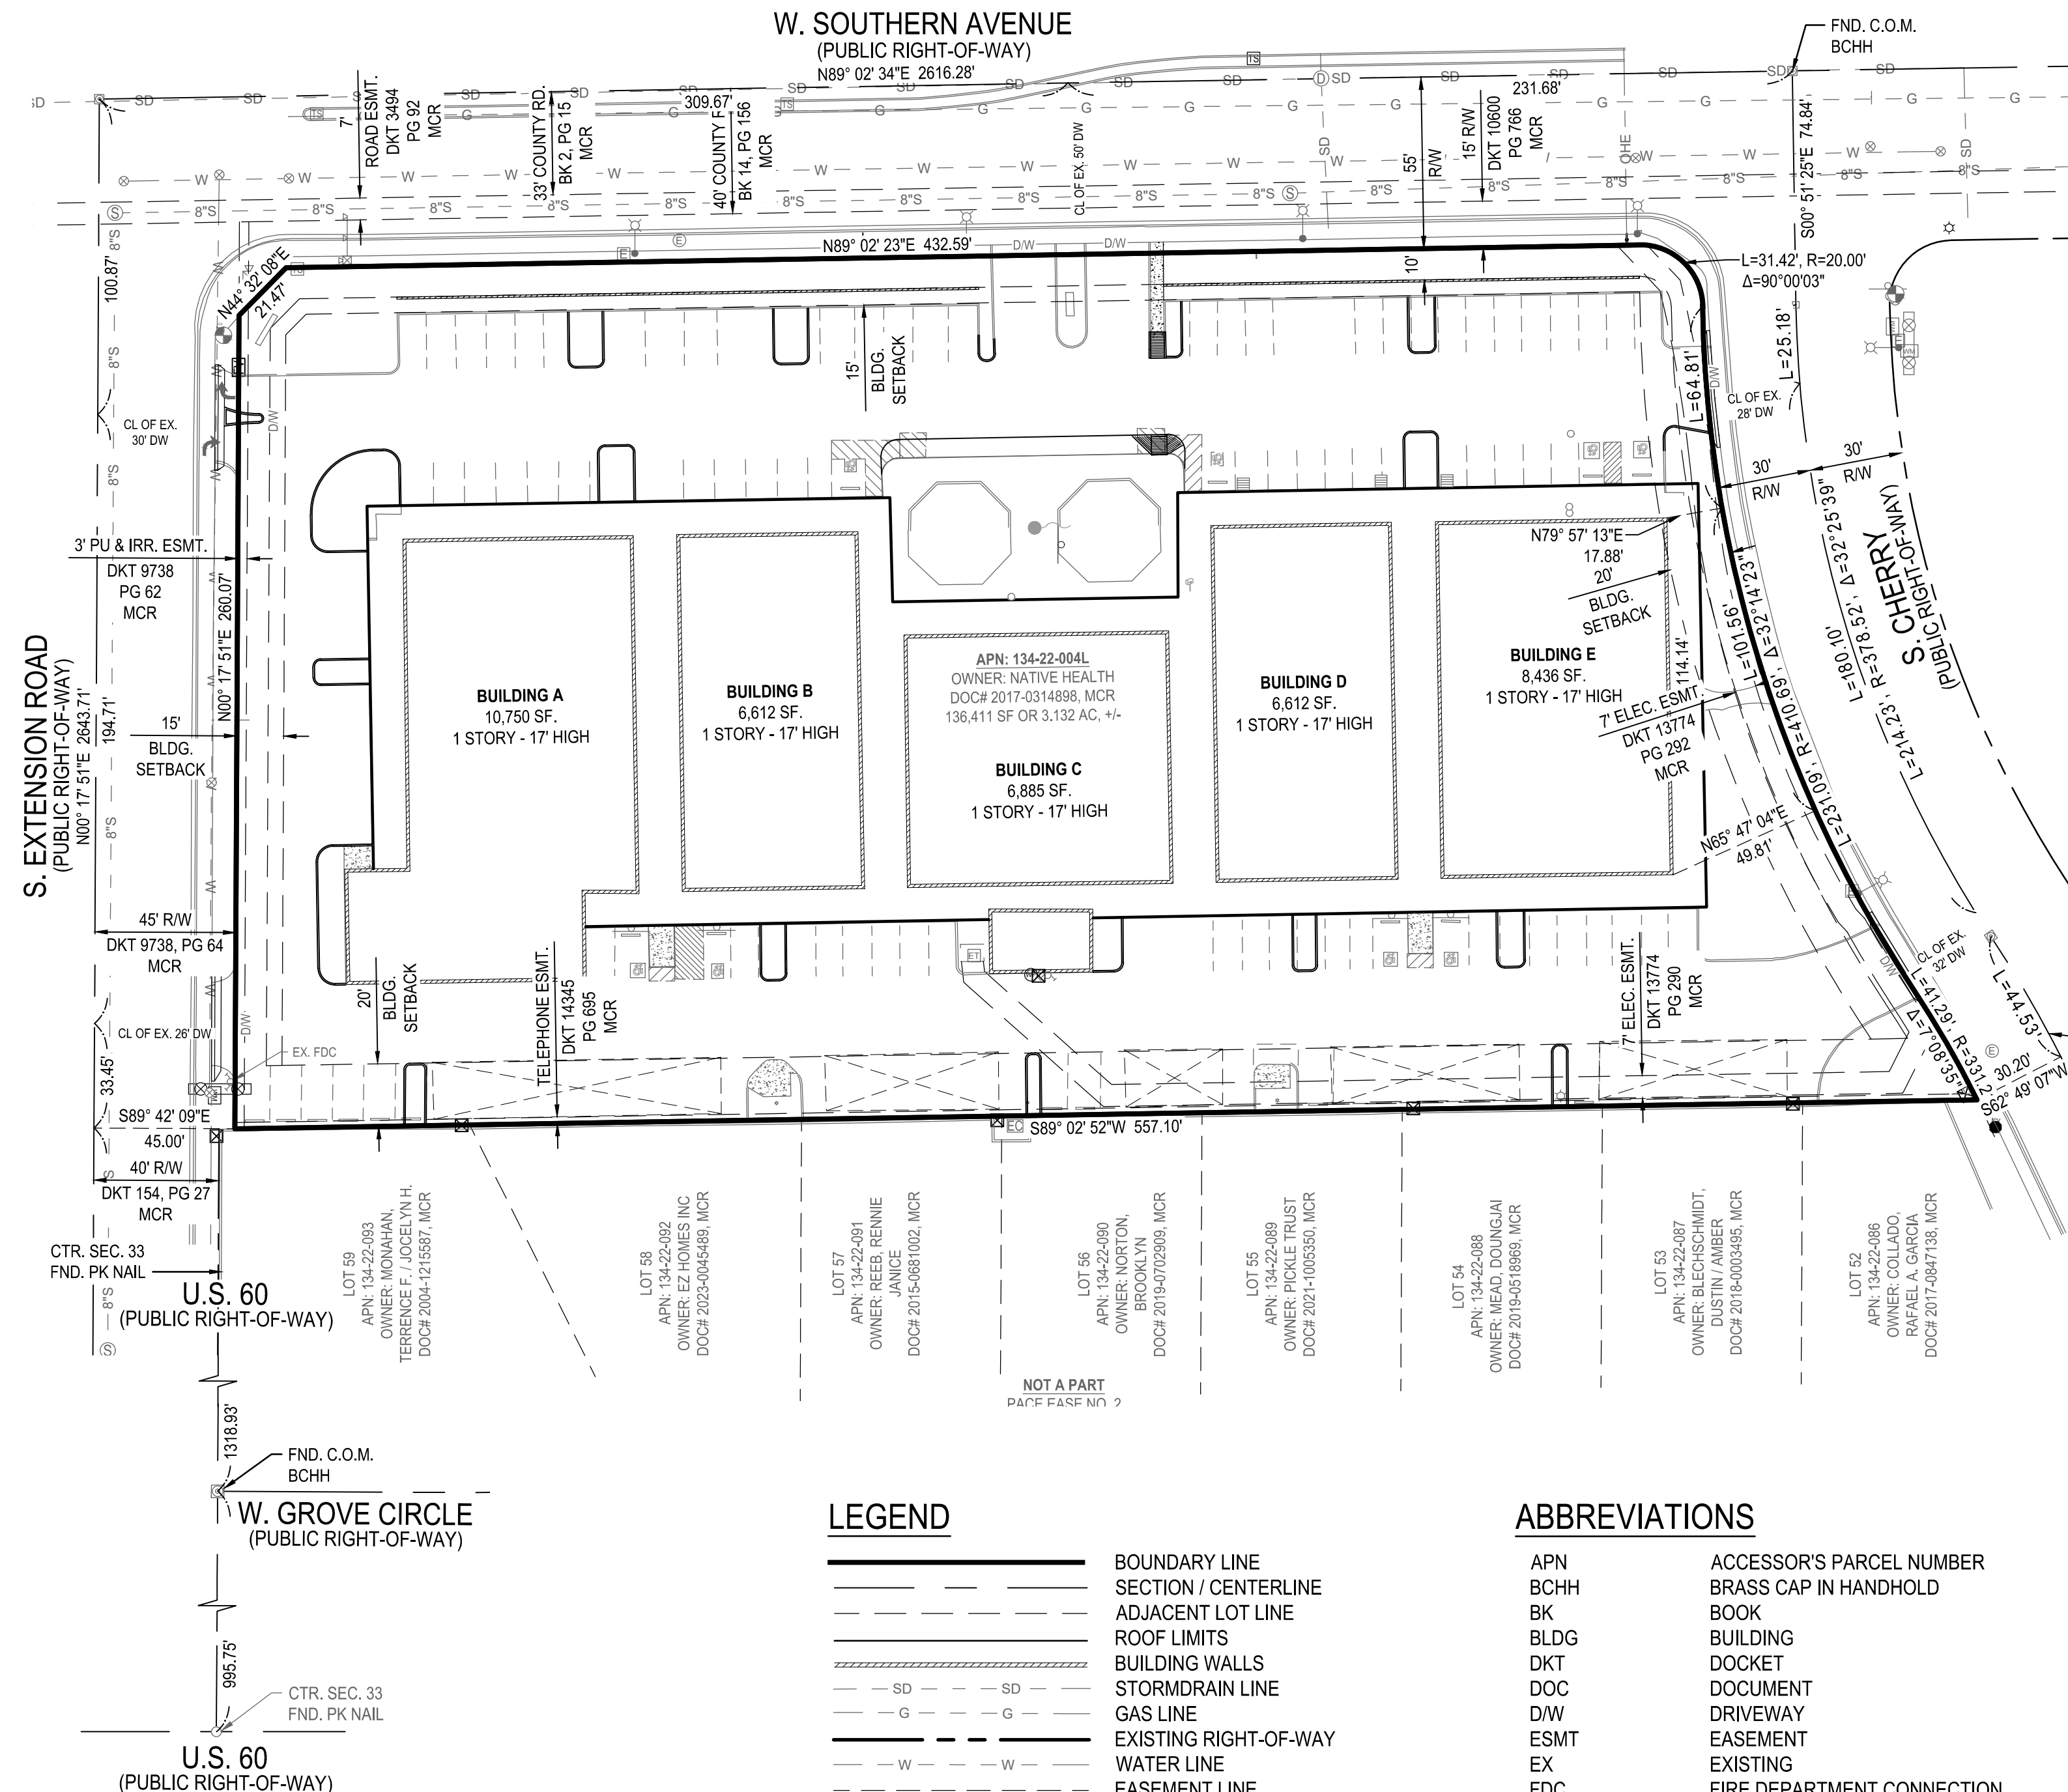 W. SOUTHERN AVENUE
(PUBLIC RIGHT-OF-WAY)
N89° 02' 34"E 2616.28'
FND. C.O.M.
BCHH
7'
ROAD ESMT.
DKT 3494
PG 92
MCR
33' COUNTY RD.
BK 2, PG 15
MCR
309.67'
40' COUNTY R
BK 14, PG 156
MCR
CL OF EX. 50' DW
55'
R/W
231.68'
15' R/W
DKT 10600
PG 766
MCR
OHE
S00° 51' 25"E 74.84'
N89° 02' 23"E 432.59'
L=31.42', R=20.00'
Δ=90°00'03"
N44° 32' 08"E
21.47'
100.87'
10'
15'
BLDG.
SETBACK
L=64.81'
L=25.18'
CL OF EX.
28' DW
CL OF EX.
30' DW
30'
R/W
30'
R/W
3' PU & IRR. ESMT.
DKT 9738
PG 62
MCR
N00° 17' 51"E 260.07'
S. EXTENSION ROAD
(PUBLIC RIGHT-OF-WAY)
N00° 17' 51"E 2643.71'
194.71'
15'
BLDG.
SETBACK
BUILDING A
10,750 SF.
1 STORY - 17' HIGH
BUILDING B
6,612 SF.
1 STORY - 17' HIGH
APN: 134-22-004L
OWNER: NATIVE HEALTH
DOC# 2017-0314898, MCR
136,411 SF OR 3.132 AC, +/-
BUILDING C
6,885 SF.
1 STORY - 17' HIGH
BUILDING D
6,612 SF.
1 STORY - 17' HIGH
BUILDING E
8,436 SF.
1 STORY - 17' HIGH
N79° 57' 13"E
17.88'
20'
BLDG.
SETBACK
114.14'
7' ELEC. ESMT.
DKT 13774
PG 292
MCR
L=101.56'
L=231.09', R=410.69', Δ=32°14'23"
L=180.10'
L=214.23', R=378.52', Δ=32°25'39"
S. CHERRY
(PUBLIC RIGHT-OF-WAY)
N65° 47' 04"E
49.81'
45' R/W
DKT 9738, PG 64
MCR
20'
BLDG.
SETBACK
TELEPHONE ESMT.
DKT 14345
PG 695
MCR
ET
7' ELEC. ESMT.
DKT 13774
PG 290
MCR
CL OF EX.
32' DW
L=41.29', R=331.2
Δ=7°08'35"
L=44.53'
30.20'
S62° 49' 07"W
CL OF EX. 26' DW
EX. FDC
33.45'
S89° 42' 09"E
45.00'
40' R/W
DKT 154, PG 27
MCR
EC
S89° 02' 52"W 557.10'
CTR. SEC. 33
FND. PK NAIL
U.S. 60
(PUBLIC RIGHT-OF-WAY)
LOT 59
APN: 134-22-093
OWNER: MONAHAN,
TERRENCE F. / JOCELYN H.
DOC# 2004-1215587, MCR
LOT 58
APN: 134-22-092
OWNER: EZ HOMES INC
DOC# 2023-0045489, MCR
LOT 57
APN: 134-22-091
OWNER: REEB, RENNIE
JANICE
DOC# 2015-0681002, MCR
LOT 56
APN: 134-22-090
OWNER: NORTON,
BROOKLYN
DOC# 2019-0702909, MCR
LOT 55
APN: 134-22-089
OWNER: PICKLE TRUST
DOC# 2021-1005350, MCR
LOT 54
APN: 134-22-088
OWNER: MEAD, DOUNGJAI
DOC# 2019-0518969, MCR
LOT 53
APN: 134-22-087
OWNER: BLECHSCHMIDT,
DUSTIN / AMBER
DOC# 2018-0003495, MCR
LOT 52
APN: 134-22-086
OWNER: COLLADO,
RAFAEL A. GARCIA
DOC# 2017-0847138, MCR
NOT A PART
PACE EASE NO. 2
1318.93'
FND. C.O.M.
BCHH
W. GROVE CIRCLE
(PUBLIC RIGHT-OF-WAY)
995.75'
CTR. SEC. 33
FND. PK NAIL
U.S. 60
(PUBLIC RIGHT-OF-WAY)
LEGEND
BOUNDARY LINE
SECTION / CENTERLINE
ADJACENT LOT LINE
ROOF LIMITS
BUILDING WALLS
SD SD STORMDRAIN LINE
G G GAS LINE
EXISTING RIGHT-OF-WAY
W W WATER LINE
EASEMENT LINE
ABBREVIATIONS
APN ACCESSOR'S PARCEL NUMBER
BCHH BRASS CAP IN HANDHOLD
BK BOOK
BLDG BUILDING
DKT DOCKET
DOC DOCUMENT
D/W DRIVEWAY
ESMT EASEMENT
EX EXISTING
FDC FIRE DEPARTMENT CONNECTION